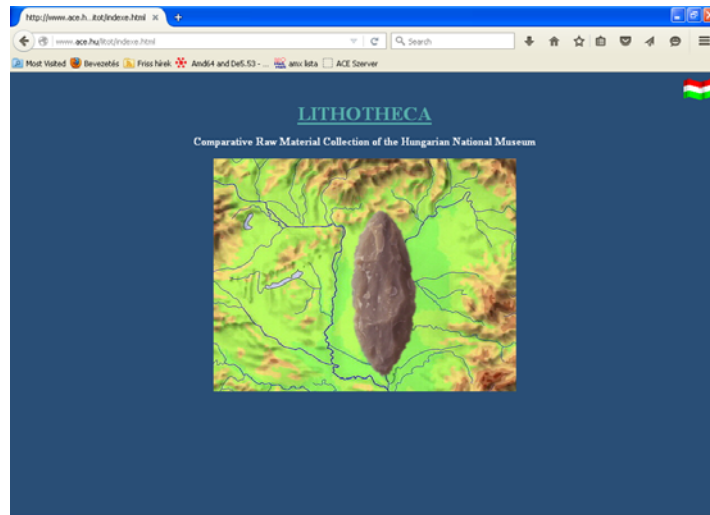 http://www.ace.h...itot/indexe.html
www.ace.hu/litot/indexe.html
Search
Most Visited Bevezetés Friss hírek Amd64 and De5.53 - ... amx lista ACE Szerver
LITHOTHECA
Comparative Raw Material Collection of the Hungarian National Museum